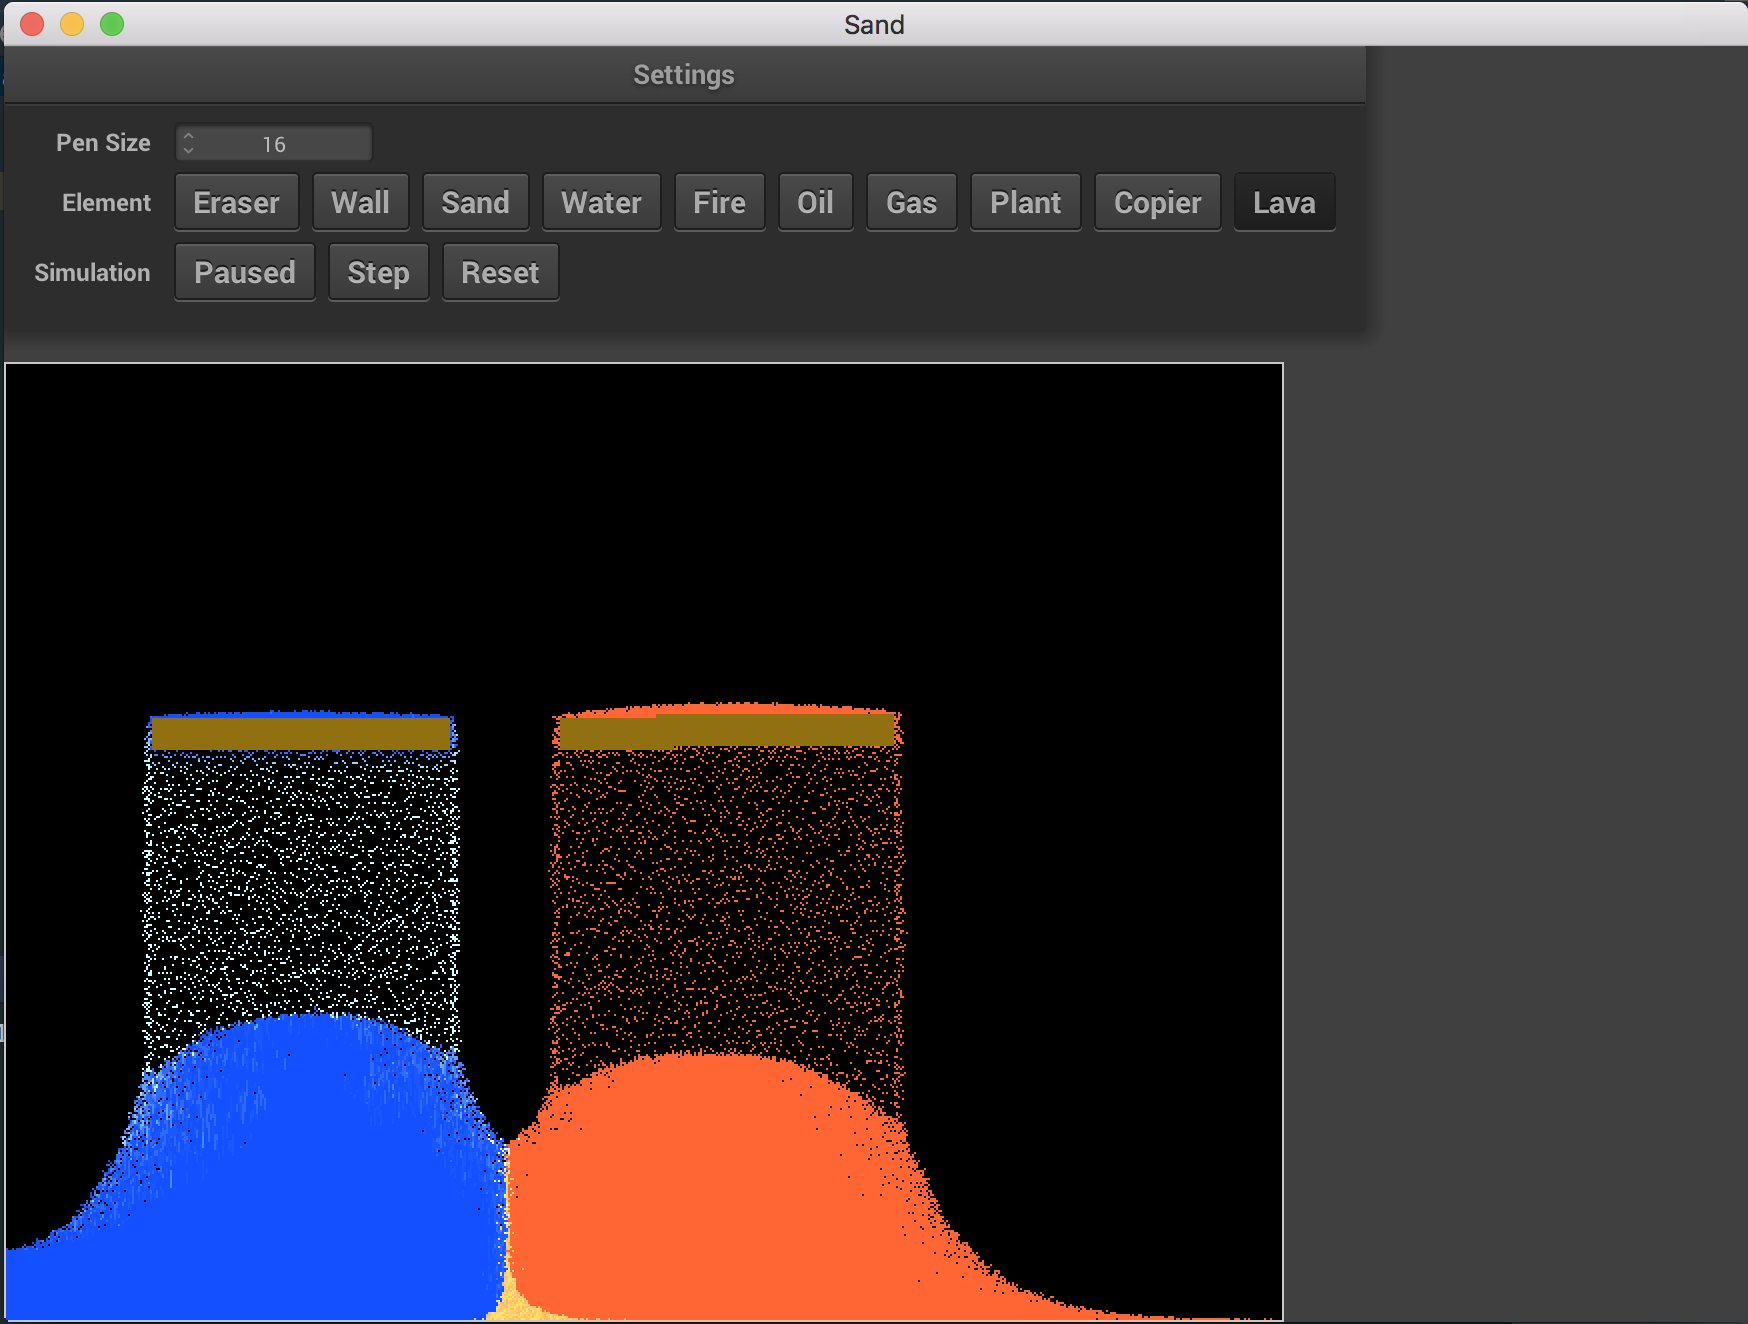 Sand
Settings
Pen Size 16
Element Eraser Wall Sand Water Fire Oil Gas Plant Copier Lava
Simulation Paused Step Reset